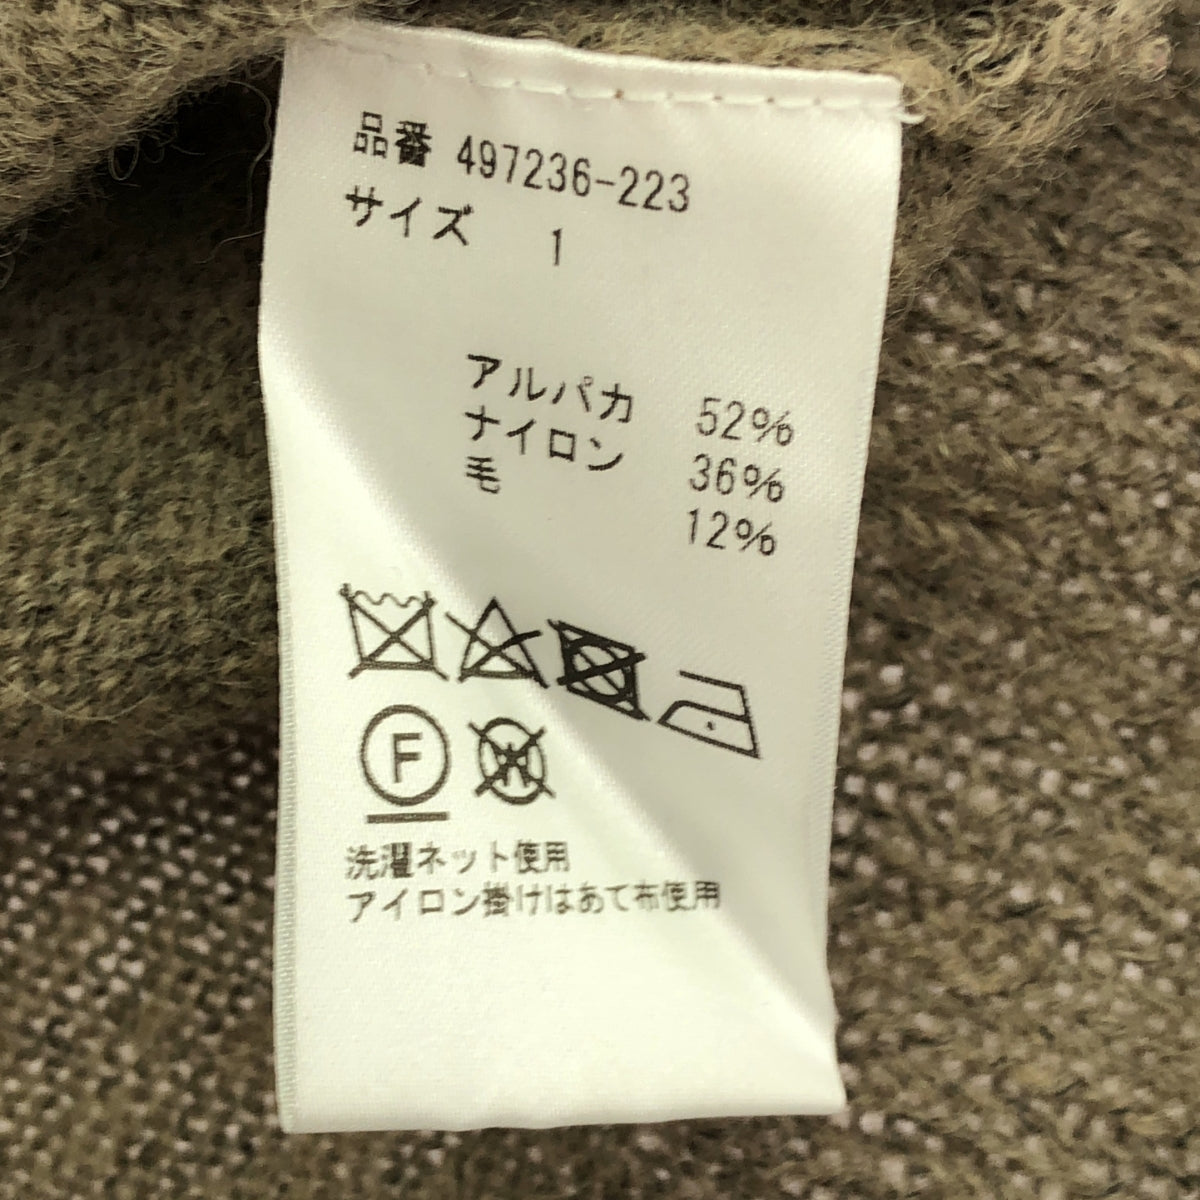 品番 497236-223
サイズ 1
アルパカ 52%
ナイロン 36%
毛 12%
F W
洗濯ネット使用
アイロン掛けはあて布使用